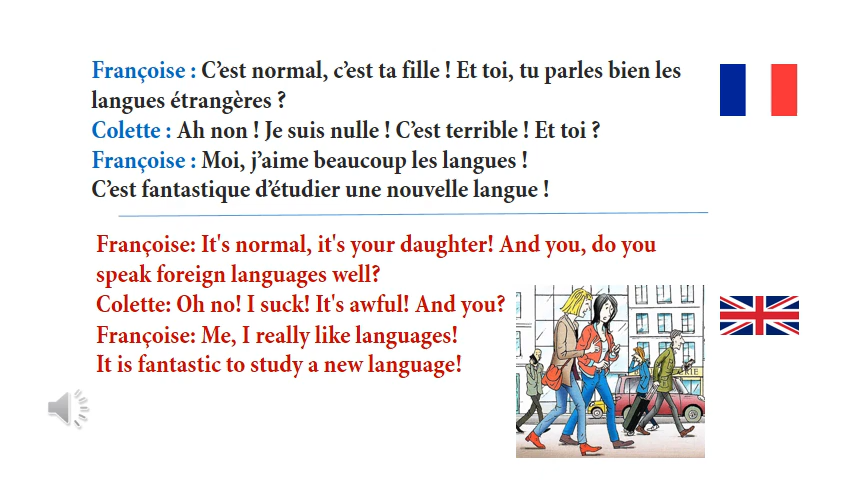 Françoise : C’est normal, c’est ta fille ! Et toi, tu parles bien les
langues étrangères ?
Colette : Ah non ! Je suis nulle ! C’est terrible ! Et toi ?
Françoise : Moi, j’aime beaucoup les langues !
C’est fantastique d’étudier une nouvelle langue !
Françoise: It's normal, it's your daughter! And you, do you
speak foreign languages well?
Colette: Oh no! I suck! It's awful! And you?
Françoise: Me, I really like languages!
It is fantastic to study a new language!